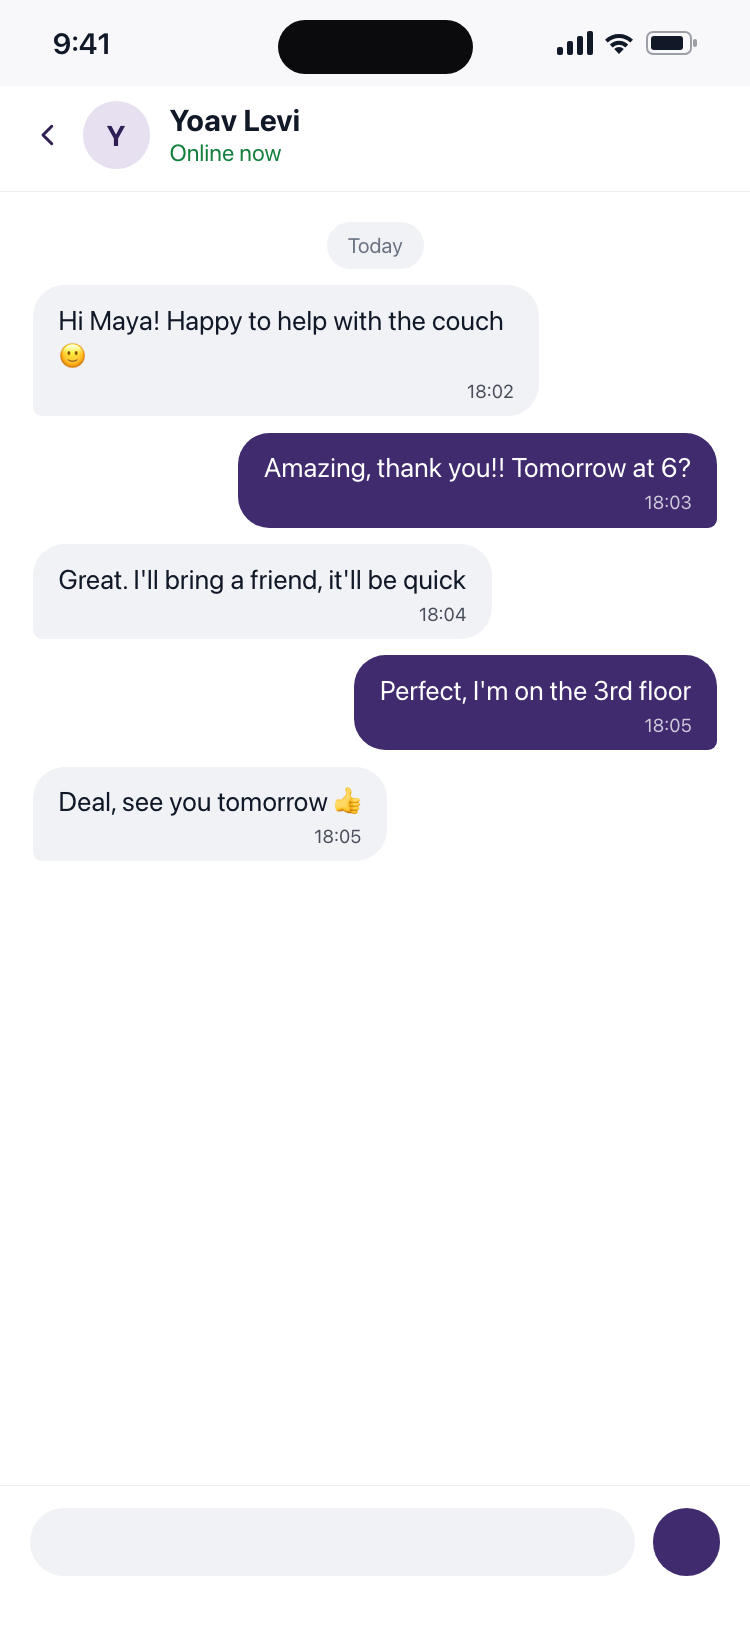 9:41
Y
Yoav Levi
Online now
Today
Hi Maya! Happy to help with the couch
🙂
18:02
Amazing, thank you!! Tomorrow at 6?
18:03
Great. I'll bring a friend, it'll be quick
18:04
Perfect, I'm on the 3rd floor
18:05
Deal, see you tomorrow 👍
18:05